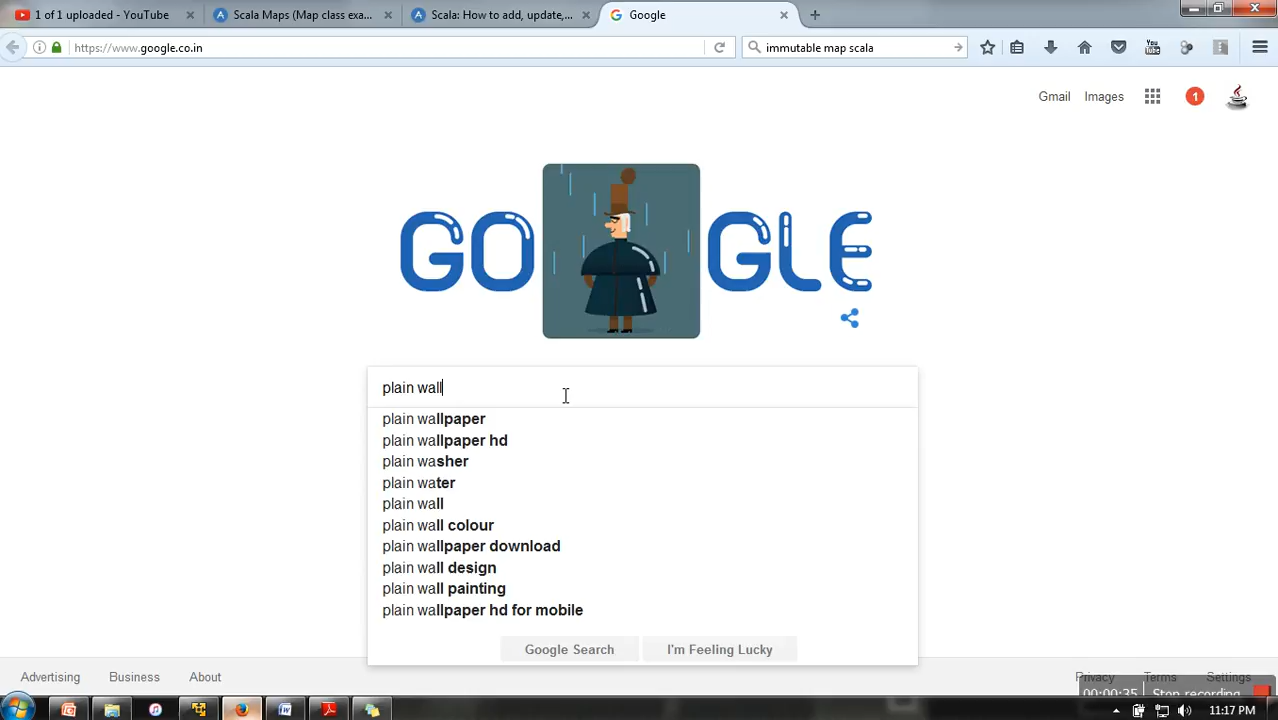 1 of 1 uploaded - YouTube
Scala Maps (Map class exa...
Scala: How to add, update,...
Google
https://www.google.co.in
immutable map scala
You Tube
Gmail Images 1
GOOGLE
plain wall
plain wallpaper
plain wallpaper hd
plain washer
plain water
plain wall
plain wall colour
plain wallpaper download
plain wall design
plain wall painting
plain wallpaper hd for mobile
Google Search I'm Feeling Lucky
Advertising Business About Privacy Terms Settings
00:00:35 Stop recording
11:17 PM